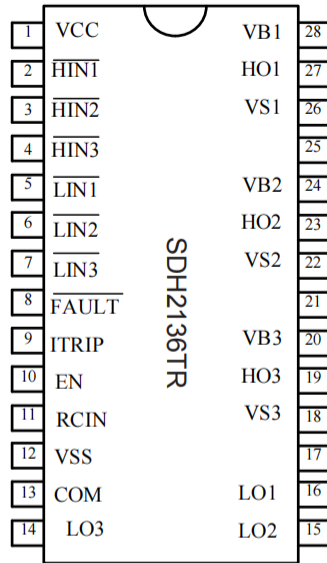 1 VCC VB1 28
2 HIN1 HO1 27
3 HIN2 VS1 26
4 HIN3 25
5 LIN1 VB2 24
6 LIN2 HO2 23
7 LIN3 VS2 22
8 FAULT 21
9 ITRIP VB3 20
10 EN HO3 19
11 RCIN VS3 18
12 VSS 17
13 COM LO1 16
14 LO3 LO2 15
SDH2136TR